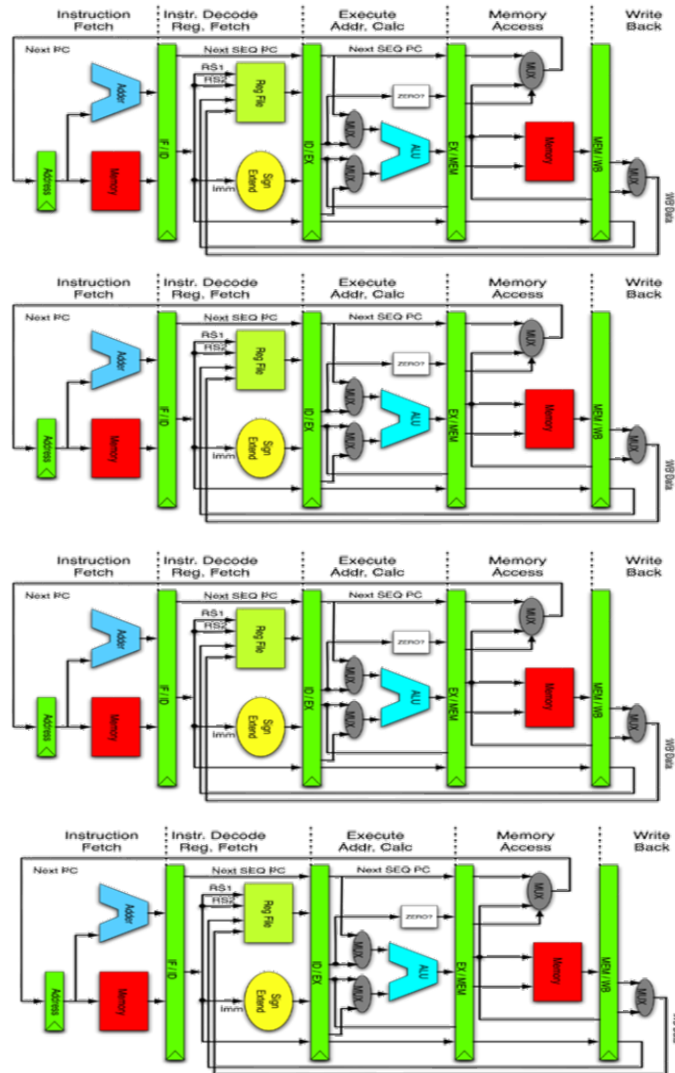 Instruction Fetch
Instr. Decode Reg. Fetch
Execute Addr. Calc
Memory Access
Write Back
Next PC
Next SEQ PC
Next SEQ PC
RS1
RS2
Adder
IF / ID
Reg File
ID / EX
MUX
ZERO?
EX / MEM
MUX
MEM / WB
ALU
Address
Memory
Sign Extend
Imm
MUX
Memory
MUX
WB Data
Instruction Fetch
Instr. Decode Reg. Fetch
Execute Addr. Calc
Memory Access
Write Back
Next PC
Next SEQ PC
Next SEQ PC
RS1
RS2
Adder
IF / ID
Reg File
ID / EX
MUX
ZERO?
EX / MEM
MUX
MEM / WB
ALU
Address
Memory
Sign Extend
Imm
MUX
Memory
MUX
WB Data
Instruction Fetch
Instr. Decode Reg. Fetch
Execute Addr. Calc
Memory Access
Write Back
Next PC
Next SEQ PC
Next SEQ PC
RS1
RS2
Adder
IF / ID
Reg File
ID / EX
MUX
ZERO?
EX / MEM
MUX
MEM / WB
ALU
Address
Memory
Sign Extend
Imm
MUX
Memory
MUX
WB Data
Instruction Fetch
Instr. Decode Reg. Fetch
Execute Addr. Calc
Memory Access
Write Back
Next PC
Next SEQ PC
Next SEQ PC
RS1
RS2
Adder
IF / ID
Reg File
ID / EX
MUX
ZERO?
EX / MEM
MUX
MEM / WB
ALU
Address
Memory
Sign Extend
Imm
MUX
Memory
MUX